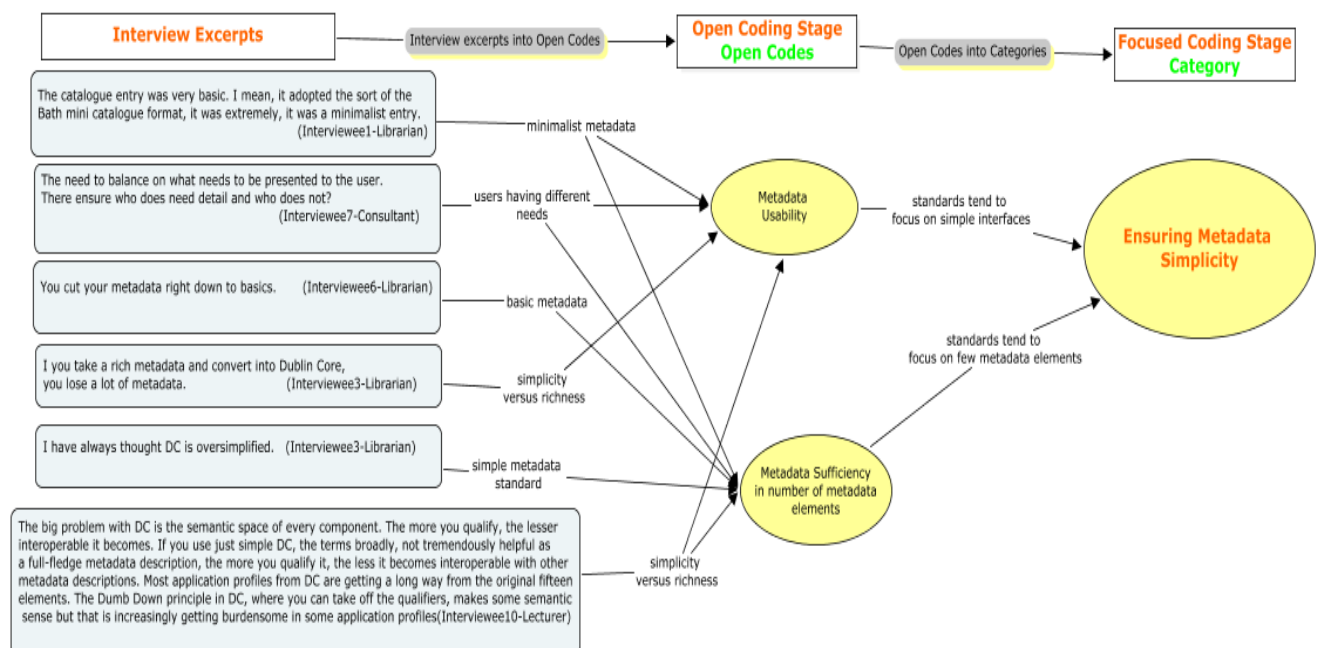 Interview Excerpts
Interview excerpts into Open Codes
Open Coding Stage
Open Codes
Open Codes into Categories
Focused Coding Stage
Category
The catalogue entry was very basic. I mean, it adopted the sort of the
Bath mini catalogue format, it was extremely, it was a minimalist entry.
(Interviewee1-Librarian)
minimalist metadata
The need to balance on what needs to be presented to the user.
There ensure who does need detail and who does not?
(Interviewee7-Consultant)
users having different
needs
You cut your metadata right down to basics. (Interviewee6-Librarian)
basic metadata
I you take a rich metadata and convert into Dublin Core,
you lose a lot of metadata. (Interviewee3-Librarian)
simplicity
versus richness
I have always thought DC is oversimplified. (Interviewee3-Librarian)
simple metadata
standard
The big problem with DC is the semantic space of every component. The more you qualify, the lesser
interoperable it becomes. If you use just simple DC, the terms broadly, not tremendously helpful as
a full-fledge metadata description, the more you qualify it, the less it becomes interoperable with other
metadata descriptions. Most application profiles from DC are getting a long way from the original fifteen
elements. The Dumb Down principle in DC, where you can take off the qualifiers, makes some semantic
sense but that is increasingly getting burdensome in some application profiles(Interviewee10-Lecturer)
simplicity
versus richness
Metadata
Usability
Metadata Sufficiency
in number of metadata
elements
standards tend to
focus on simple interfaces
standards tend to
focus on few metadata elements
Ensuring Metadata
Simplicity